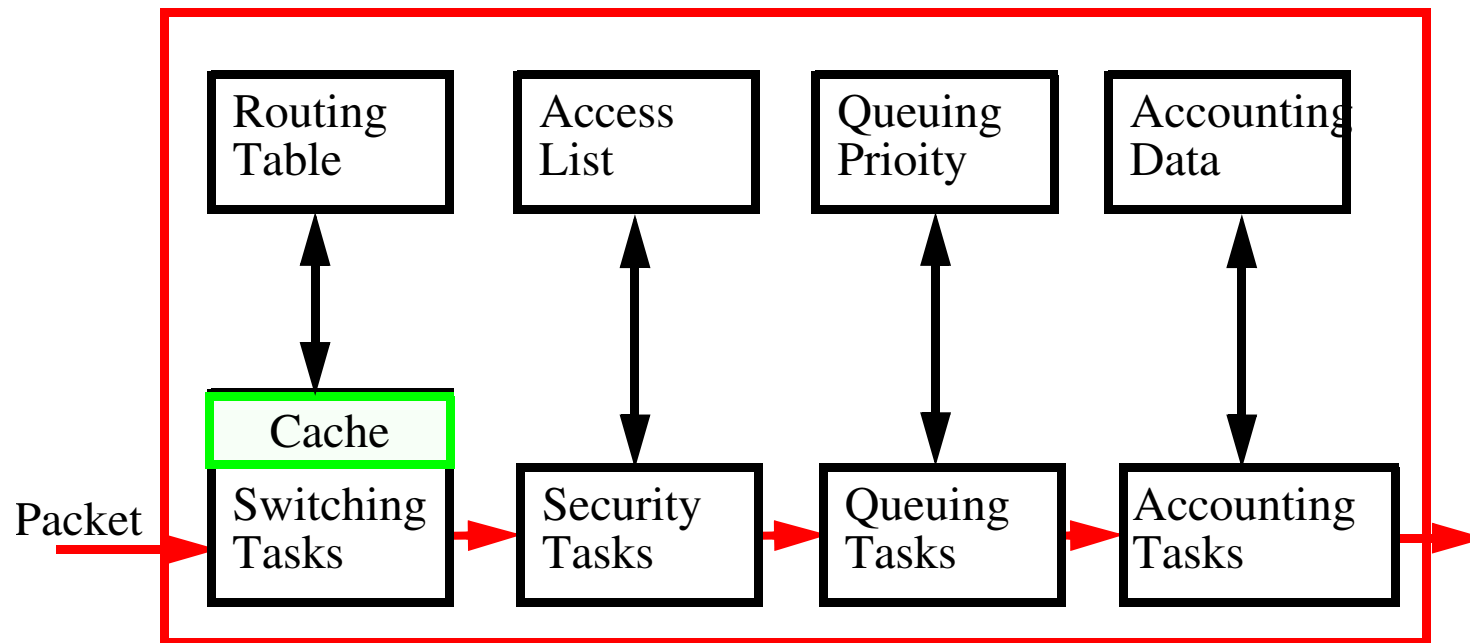 Routing
Table
Access
List
Queuing
Prioity
Accounting
Data
Cache
Packet
Switching
Tasks
Security
Tasks
Queuing
Tasks
Accounting
Tasks